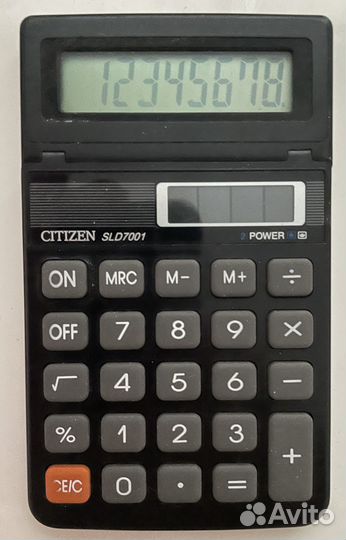 12345678.
CITIZEN SLD7001 POWER
ON MRC M− M+ ÷
OFF 7 8 9 ×
√ 4 5 6 −
% 1 2 3 +
CE/C 0 · =
Avito